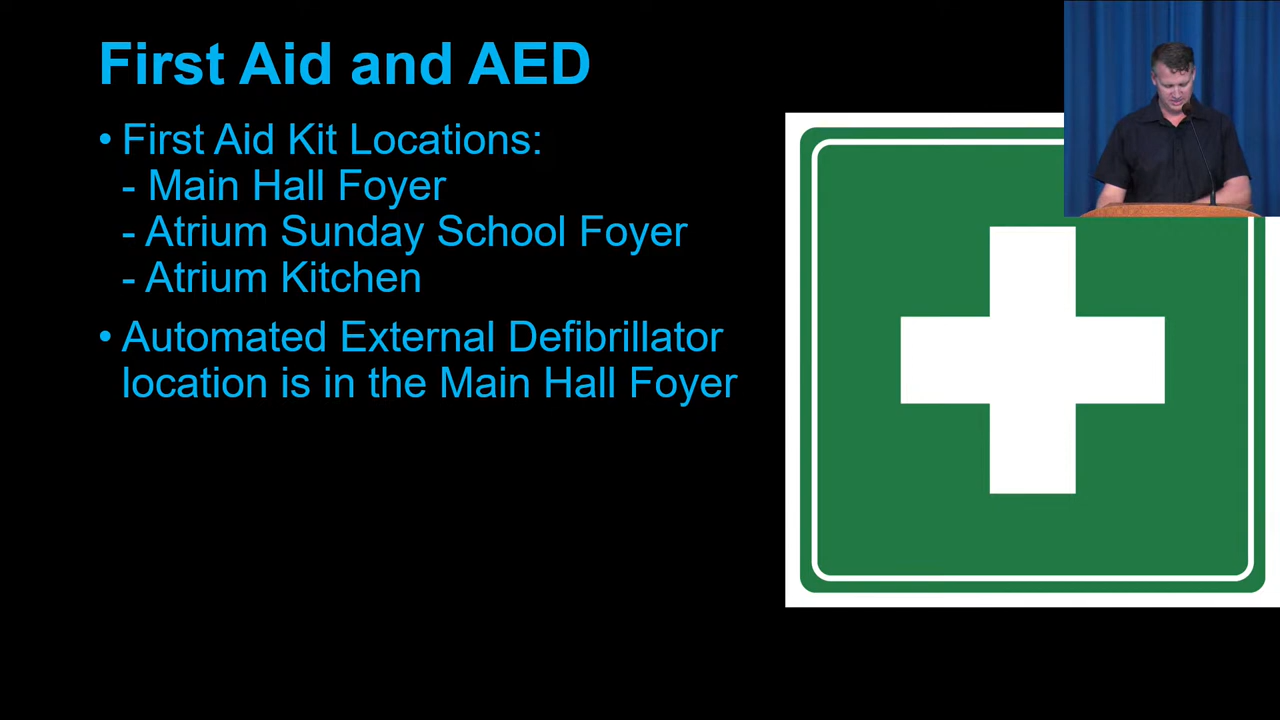 First Aid and AED
• First Aid Kit Locations:
- Main Hall Foyer
- Atrium Sunday School Foyer
- Atrium Kitchen
• Automated External Defibrillator
location is in the Main Hall Foyer